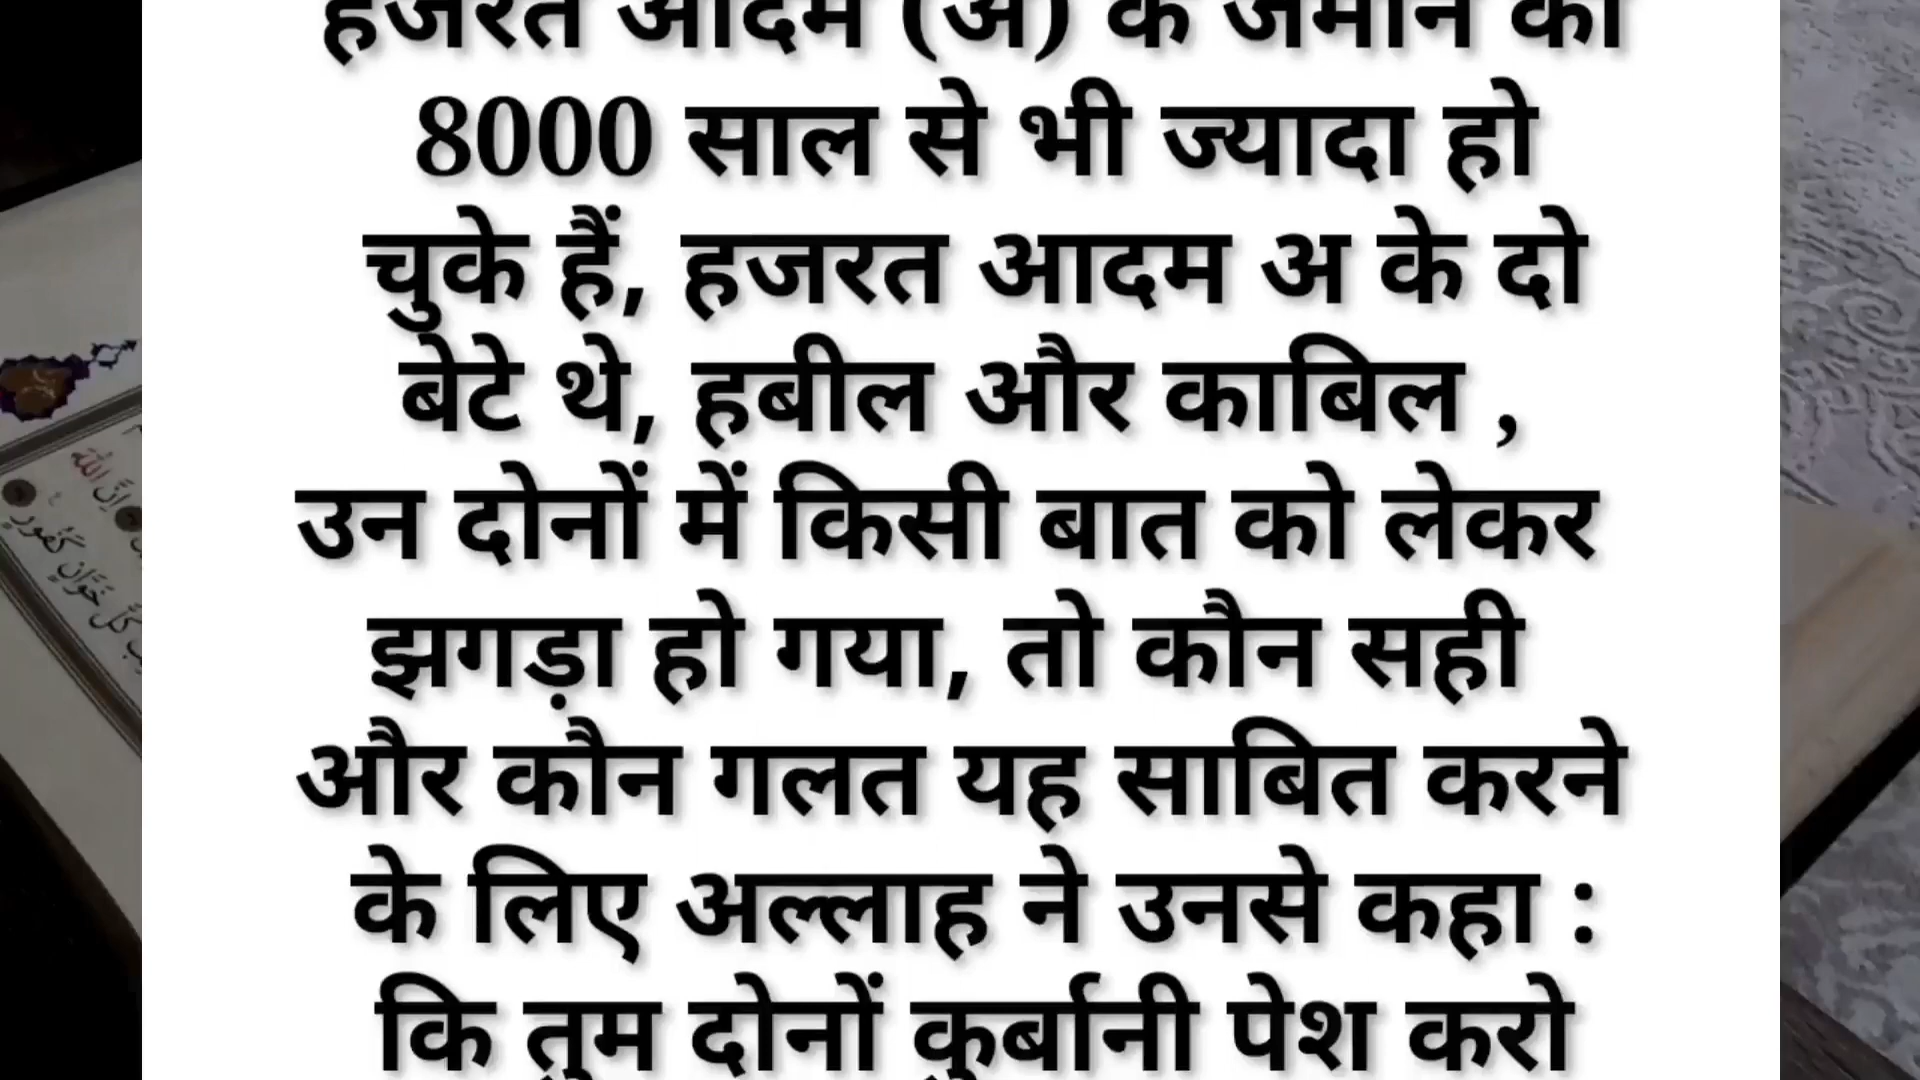 हजरत आदम (अ) के जमाने को
8000 साल से भी ज्यादा हो
चुके हैं, हजरत आदम अ के दो
बेटे थे, हबील और काबिल ,
उन दोनों में किसी बात को लेकर
झगड़ा हो गया, तो कौन सही
और कौन गलत यह साबित करने
के लिए अल्लाह ने उनसे कहा :
कि तुम दोनों कुर्बानी पेश करो